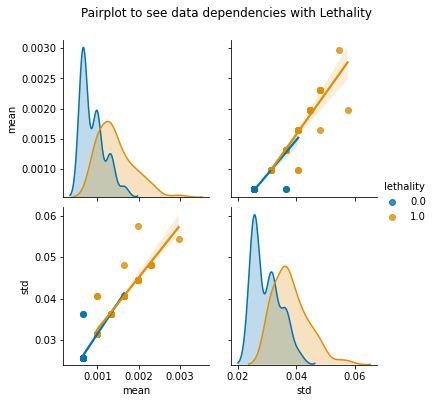 Pairplot to see data dependencies with Lethality
0.0030
0.0025
0.0020
0.0015
0.0010
mean
lethality
0.0
1.0
0.06
0.05
0.04
0.03
std
0.001 0.002 0.003
mean
0.02 0.04 0.06
std